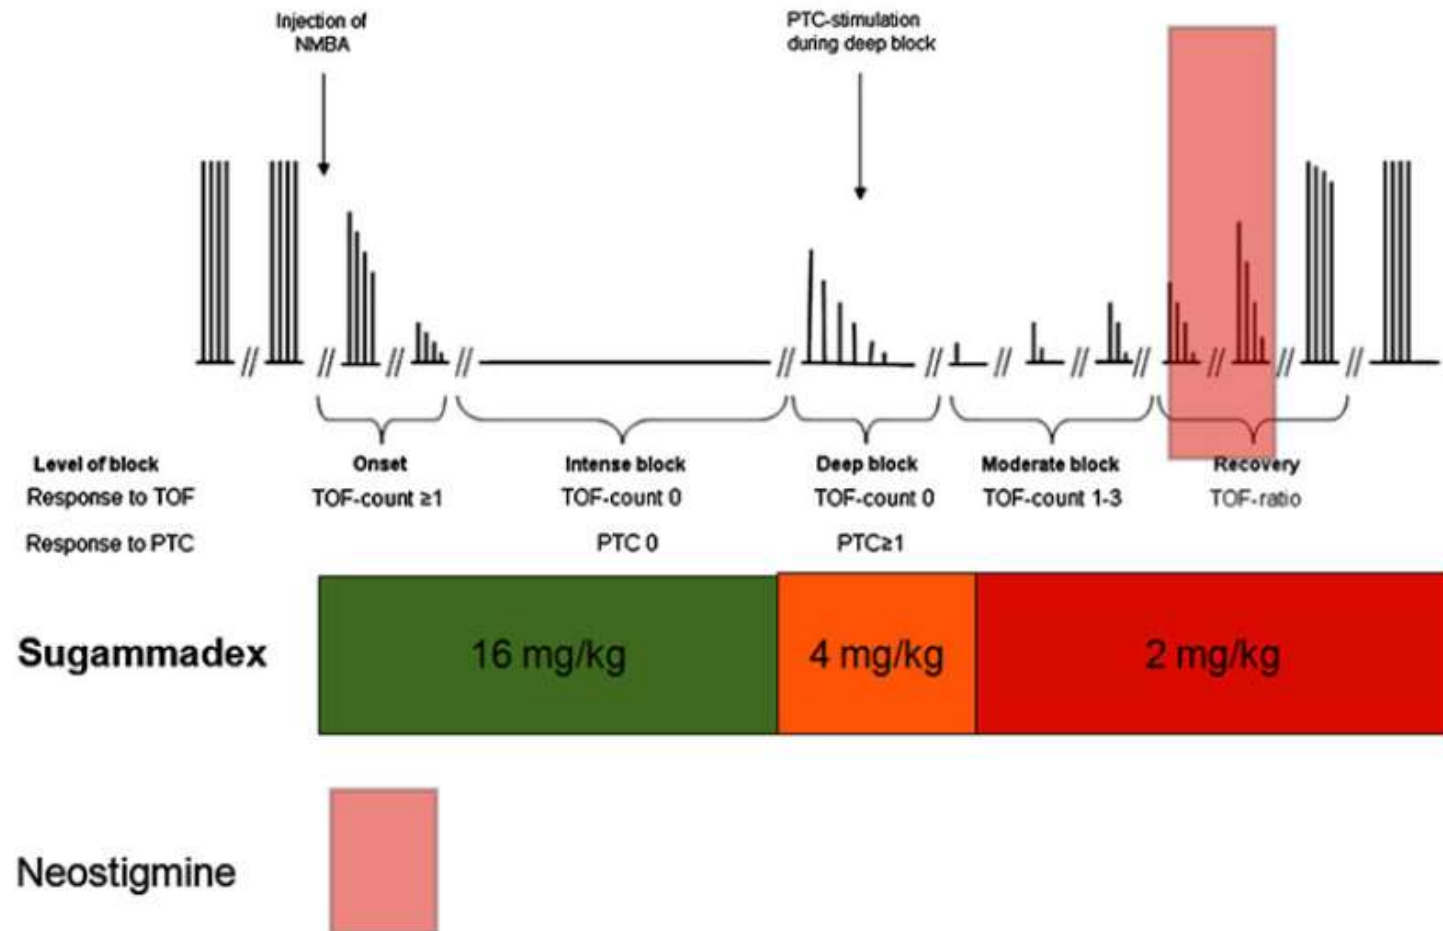 Injection of
NMBA
PTC-stimulation
during deep block
Level of block Onset Intense block Deep block Moderate block Recovery
Response to TOF TOF-count ≥1 TOF-count 0 TOF-count 0 TOF-count 1-3 TOF-ratio
Response to PTC PTC 0 PTC≥1
Sugammadex 16 mg/kg 4 mg/kg 2 mg/kg
Neostigmine